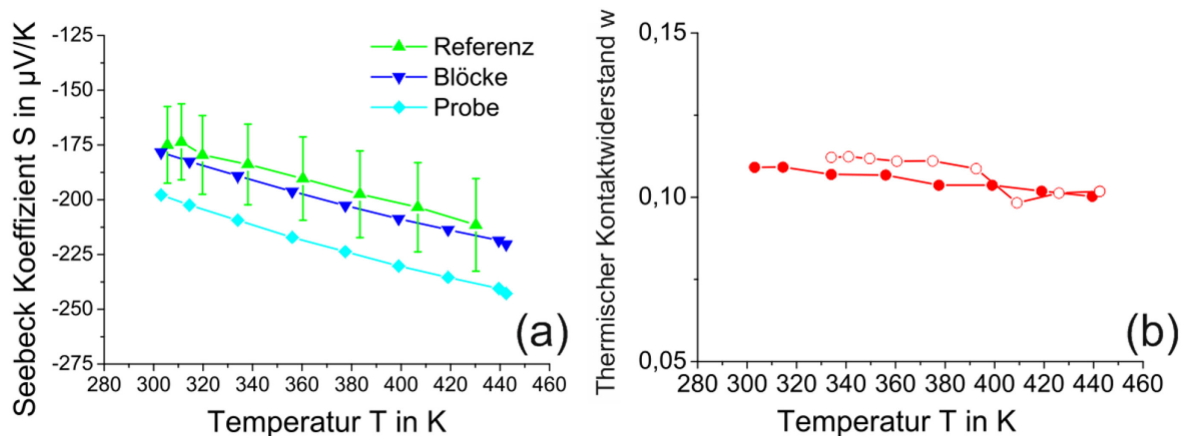 Seebeck Koeffizient S in µV/K
-125
-150
-175
-200
-225
-250
-275
Referenz
Blöcke
Probe
(a)
280 300 320 340 360 380 400 420 440 460
Temperatur T in K
Thermischer Kontaktwiderstand w
0,15
0,10
0,05
(b)
280 300 320 340 360 380 400 420 440 460
Temperatur T in K